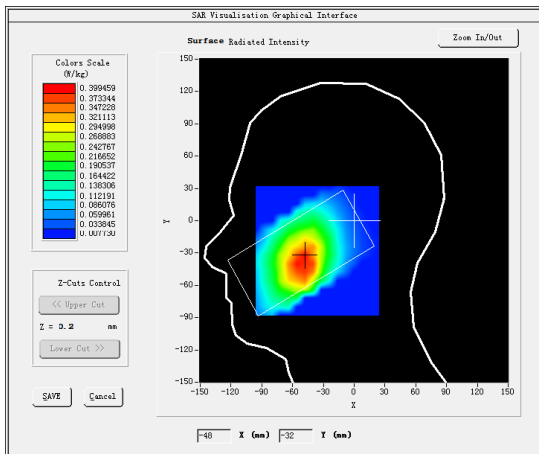 SAR Visualisation Graphical Interface
Surface Radiated Intensity
Zoom In/Out
Colors Scale
(W/kg)
0.399459
0.373344
0.347228
0.321113
0.294998
0.268883
0.242767
0.216652
0.190537
0.164422
0.138306
0.112191
0.086076
0.059961
0.033845
0.007730
Z-Cuts Control
<< Upper Cut
Z = 0.2 mm
Lower Cut >>
SAVE Cancel
150
120
90
60
30
0
-30
-60
-90
-120
-150
Y
-150 -120 -90 -60 -30 0 30 60 90 120 150
X
-48 X (mm) -32 Y (mm)